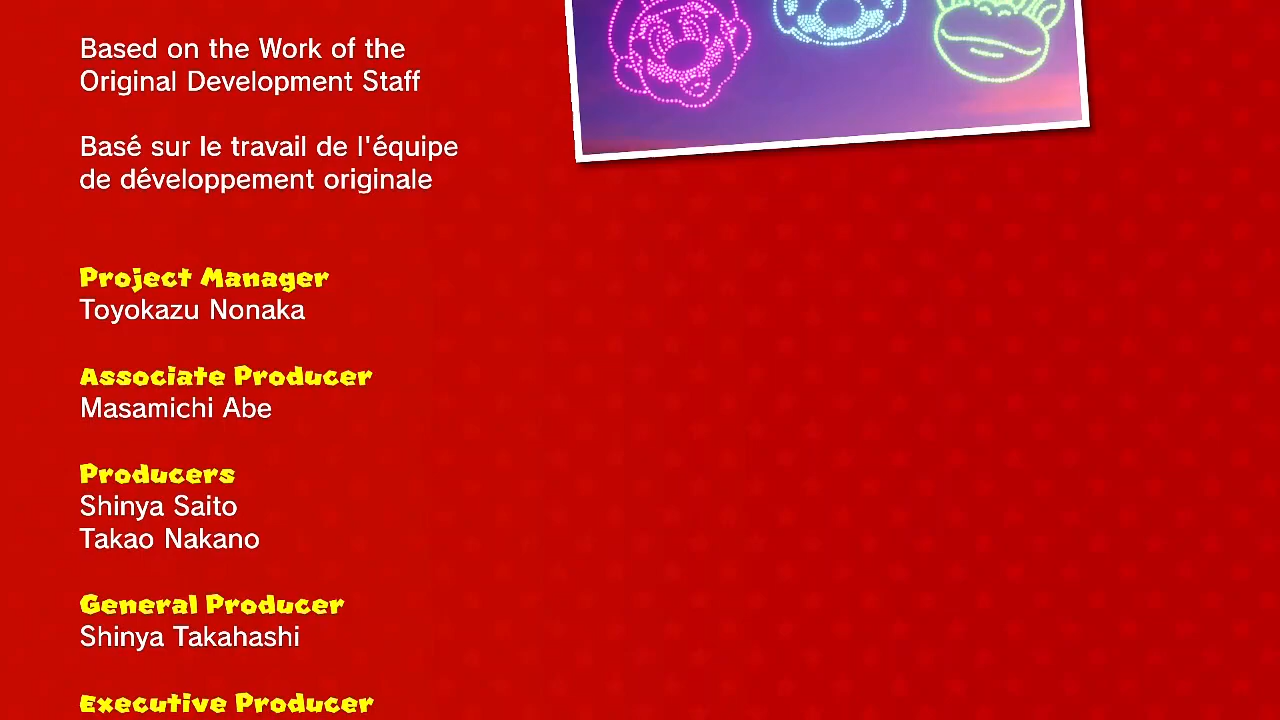 Based on the Work of the
Original Development Staff
Basé sur le travail de l'équipe
de développement originale
Project Manager
Toyokazu Nonaka
Associate Producer
Masamichi Abe
Producers
Shinya Saito
Takao Nakano
General Producer
Shinya Takahashi
Executive Producer